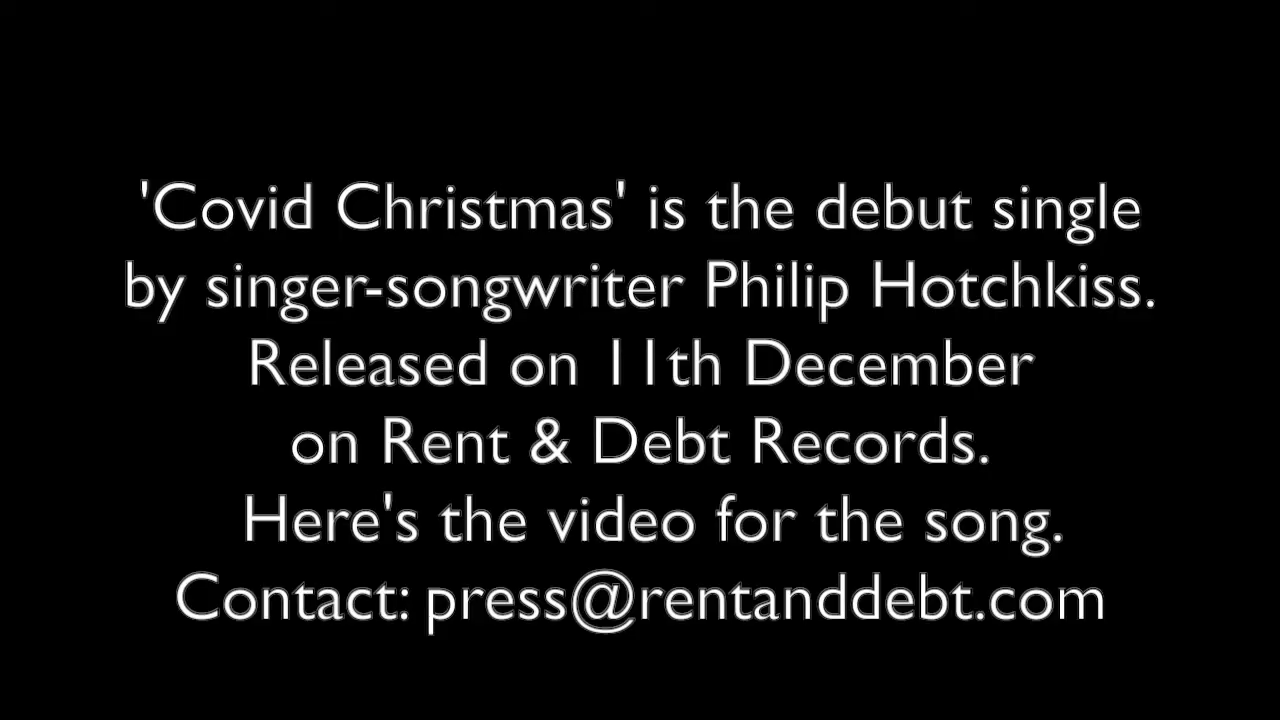 'Covid Christmas' is the debut single
by singer-songwriter Philip Hotchkiss.
Released on 11th December
on Rent & Debt Records.
Here's the video for the song.
Contact: press@rentanddebt.com